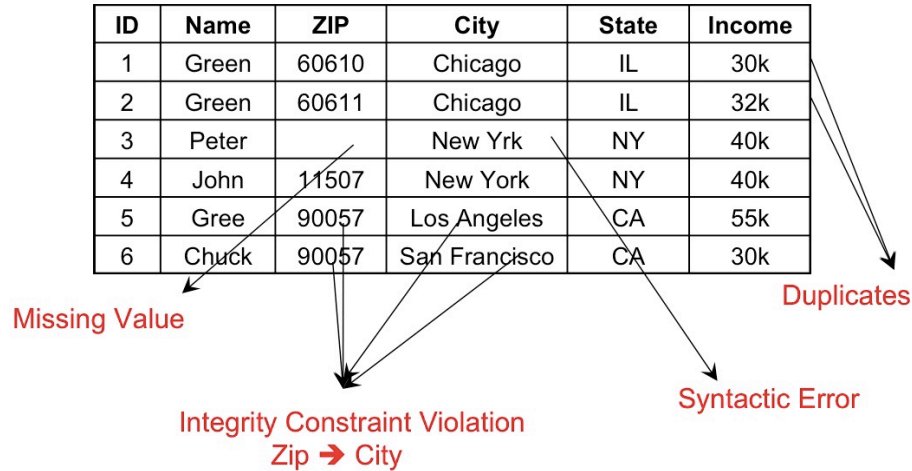 ID Name ZIP City State Income
1 Green 60610 Chicago IL 30k
2 Green 60611 Chicago IL 32k
3 Peter New Yrk NY 40k
4 John 11507 New York NY 40k
5 Gree 90057 Los Angeles CA 55k
6 Chuck 90057 San Francisco CA 30k
Duplicates
Missing Value
Syntactic Error
Integrity Constraint Violation
Zip ➔ City